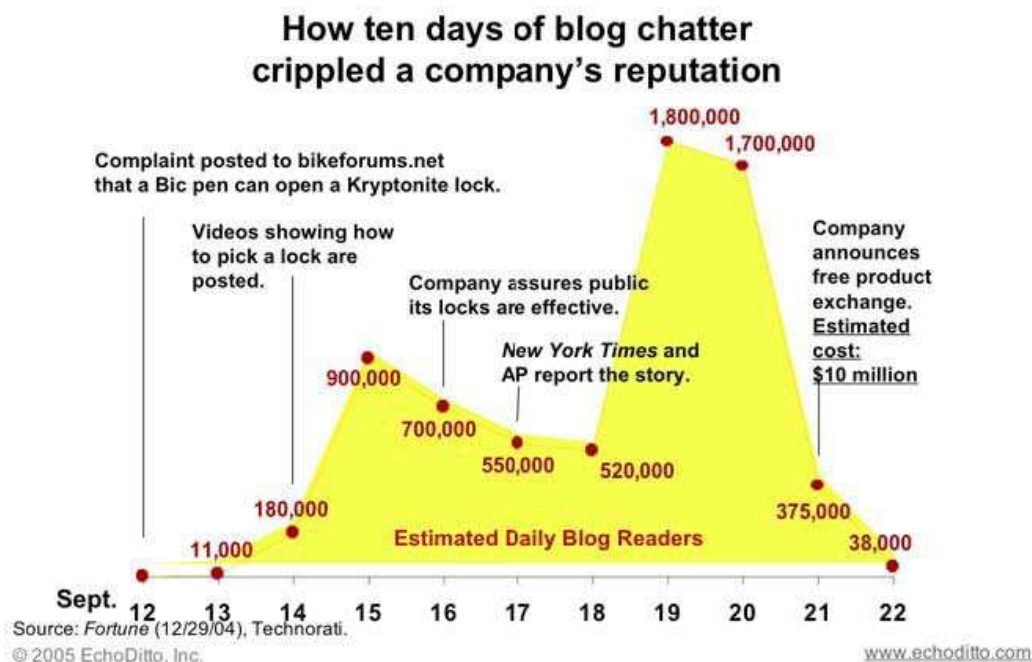 How ten days of blog chatter
crippled a company's reputation
1,800,000
1,700,000
Complaint posted to bikeforums.net
that a Bic pen can open a Kryptonite lock.
Videos showing how
to pick a lock are
posted.
Company assures public
its locks are effective.
New York Times and
AP report the story.
Company
announces
free product
exchange.
Estimated
cost:
$10 million
900,000
700,000
550,000
520,000
180,000
375,000
11,000
38,000
Estimated Daily Blog Readers
Sept. 12 13 14 15 16 17 18 19 20 21 22
Source: Fortune (12/29/04), Technorati.
© 2005 EchoDitto, Inc.
www.echoditto.com